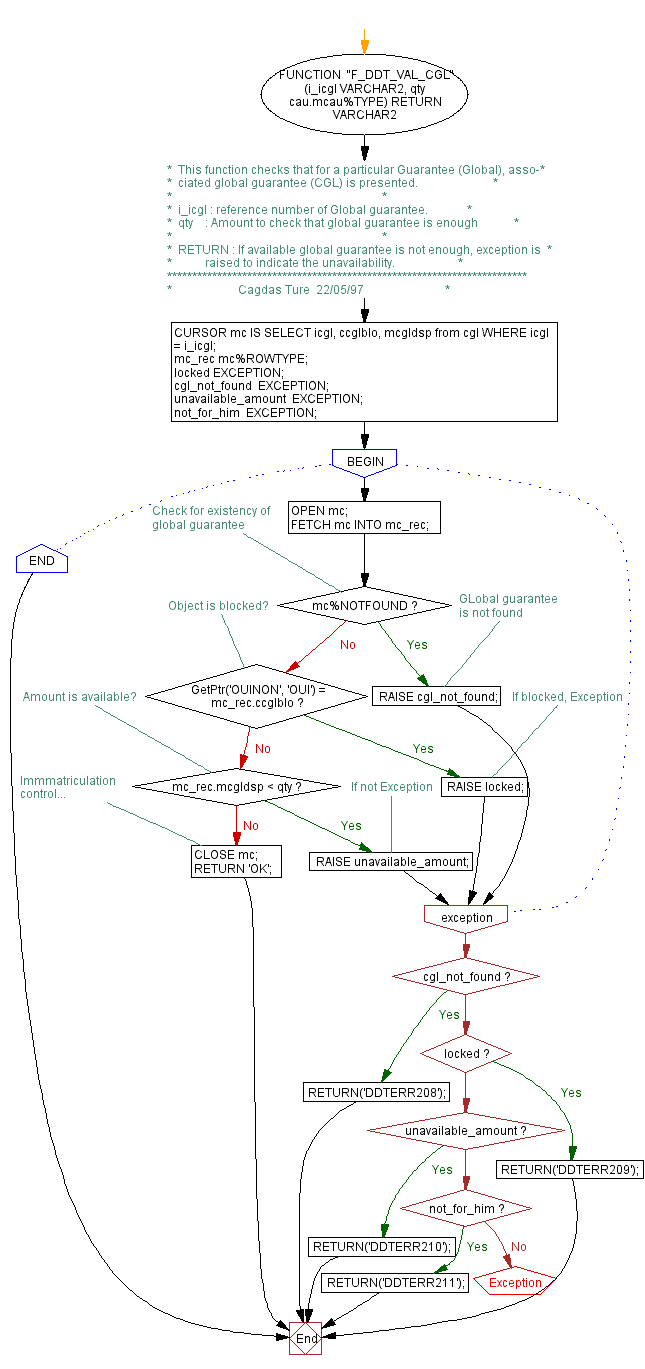 FUNCTION "F_DDT_VAL_CGL"
(i_icgl VARCHAR2, qty
cau.mcau%TYPE) RETURN
VARCHAR2
* This function checks that for a particular Guarantee (Global), asso-*
* ciated global guarantee (CGL) is presented. *
* *
* i_icgl : reference number of Global guarantee. *
* qty : Amount to check that global guarantee is enough *
* *
* RETURN : If available global guarantee is not enough, exception is *
* raised to indicate the unavailability. *
************************************************************************
* Cagdas Ture 22/05/97 *
CURSOR mc IS SELECT icgl, ccglblo, mcgldsp from cgl WHERE icgl
= i_icgl;
mc_rec mc%ROWTYPE;
locked EXCEPTION;
cgl_not_found EXCEPTION;
unavailable_amount EXCEPTION;
not_for_him EXCEPTION;
BEGIN
Check for existency of
global guarantee
OPEN mc;
FETCH mc INTO mc_rec;
END
Object is blocked?
mc%NOTFOUND ?
GLobal guarantee
is not found
No
Yes
Amount is available?
GetPtr('OUINON', 'OUI') =
mc_rec.ccglblo ?
RAISE cgl_not_found;
If blocked, Exception
No
Yes
Immmatriculation
control...
mc_rec.mcgldsp < qty ?
If not Exception
RAISE locked;
No
Yes
CLOSE mc;
RETURN 'OK';
RAISE unavailable_amount;
exception
cgl_not_found ?
Yes
locked ?
RETURN('DDTERR208');
Yes
unavailable_amount ?
Yes
RETURN('DDTERR209');
not_for_him ?
RETURN('DDTERR210');
Yes
No
RETURN('DDTERR211');
Exception
End